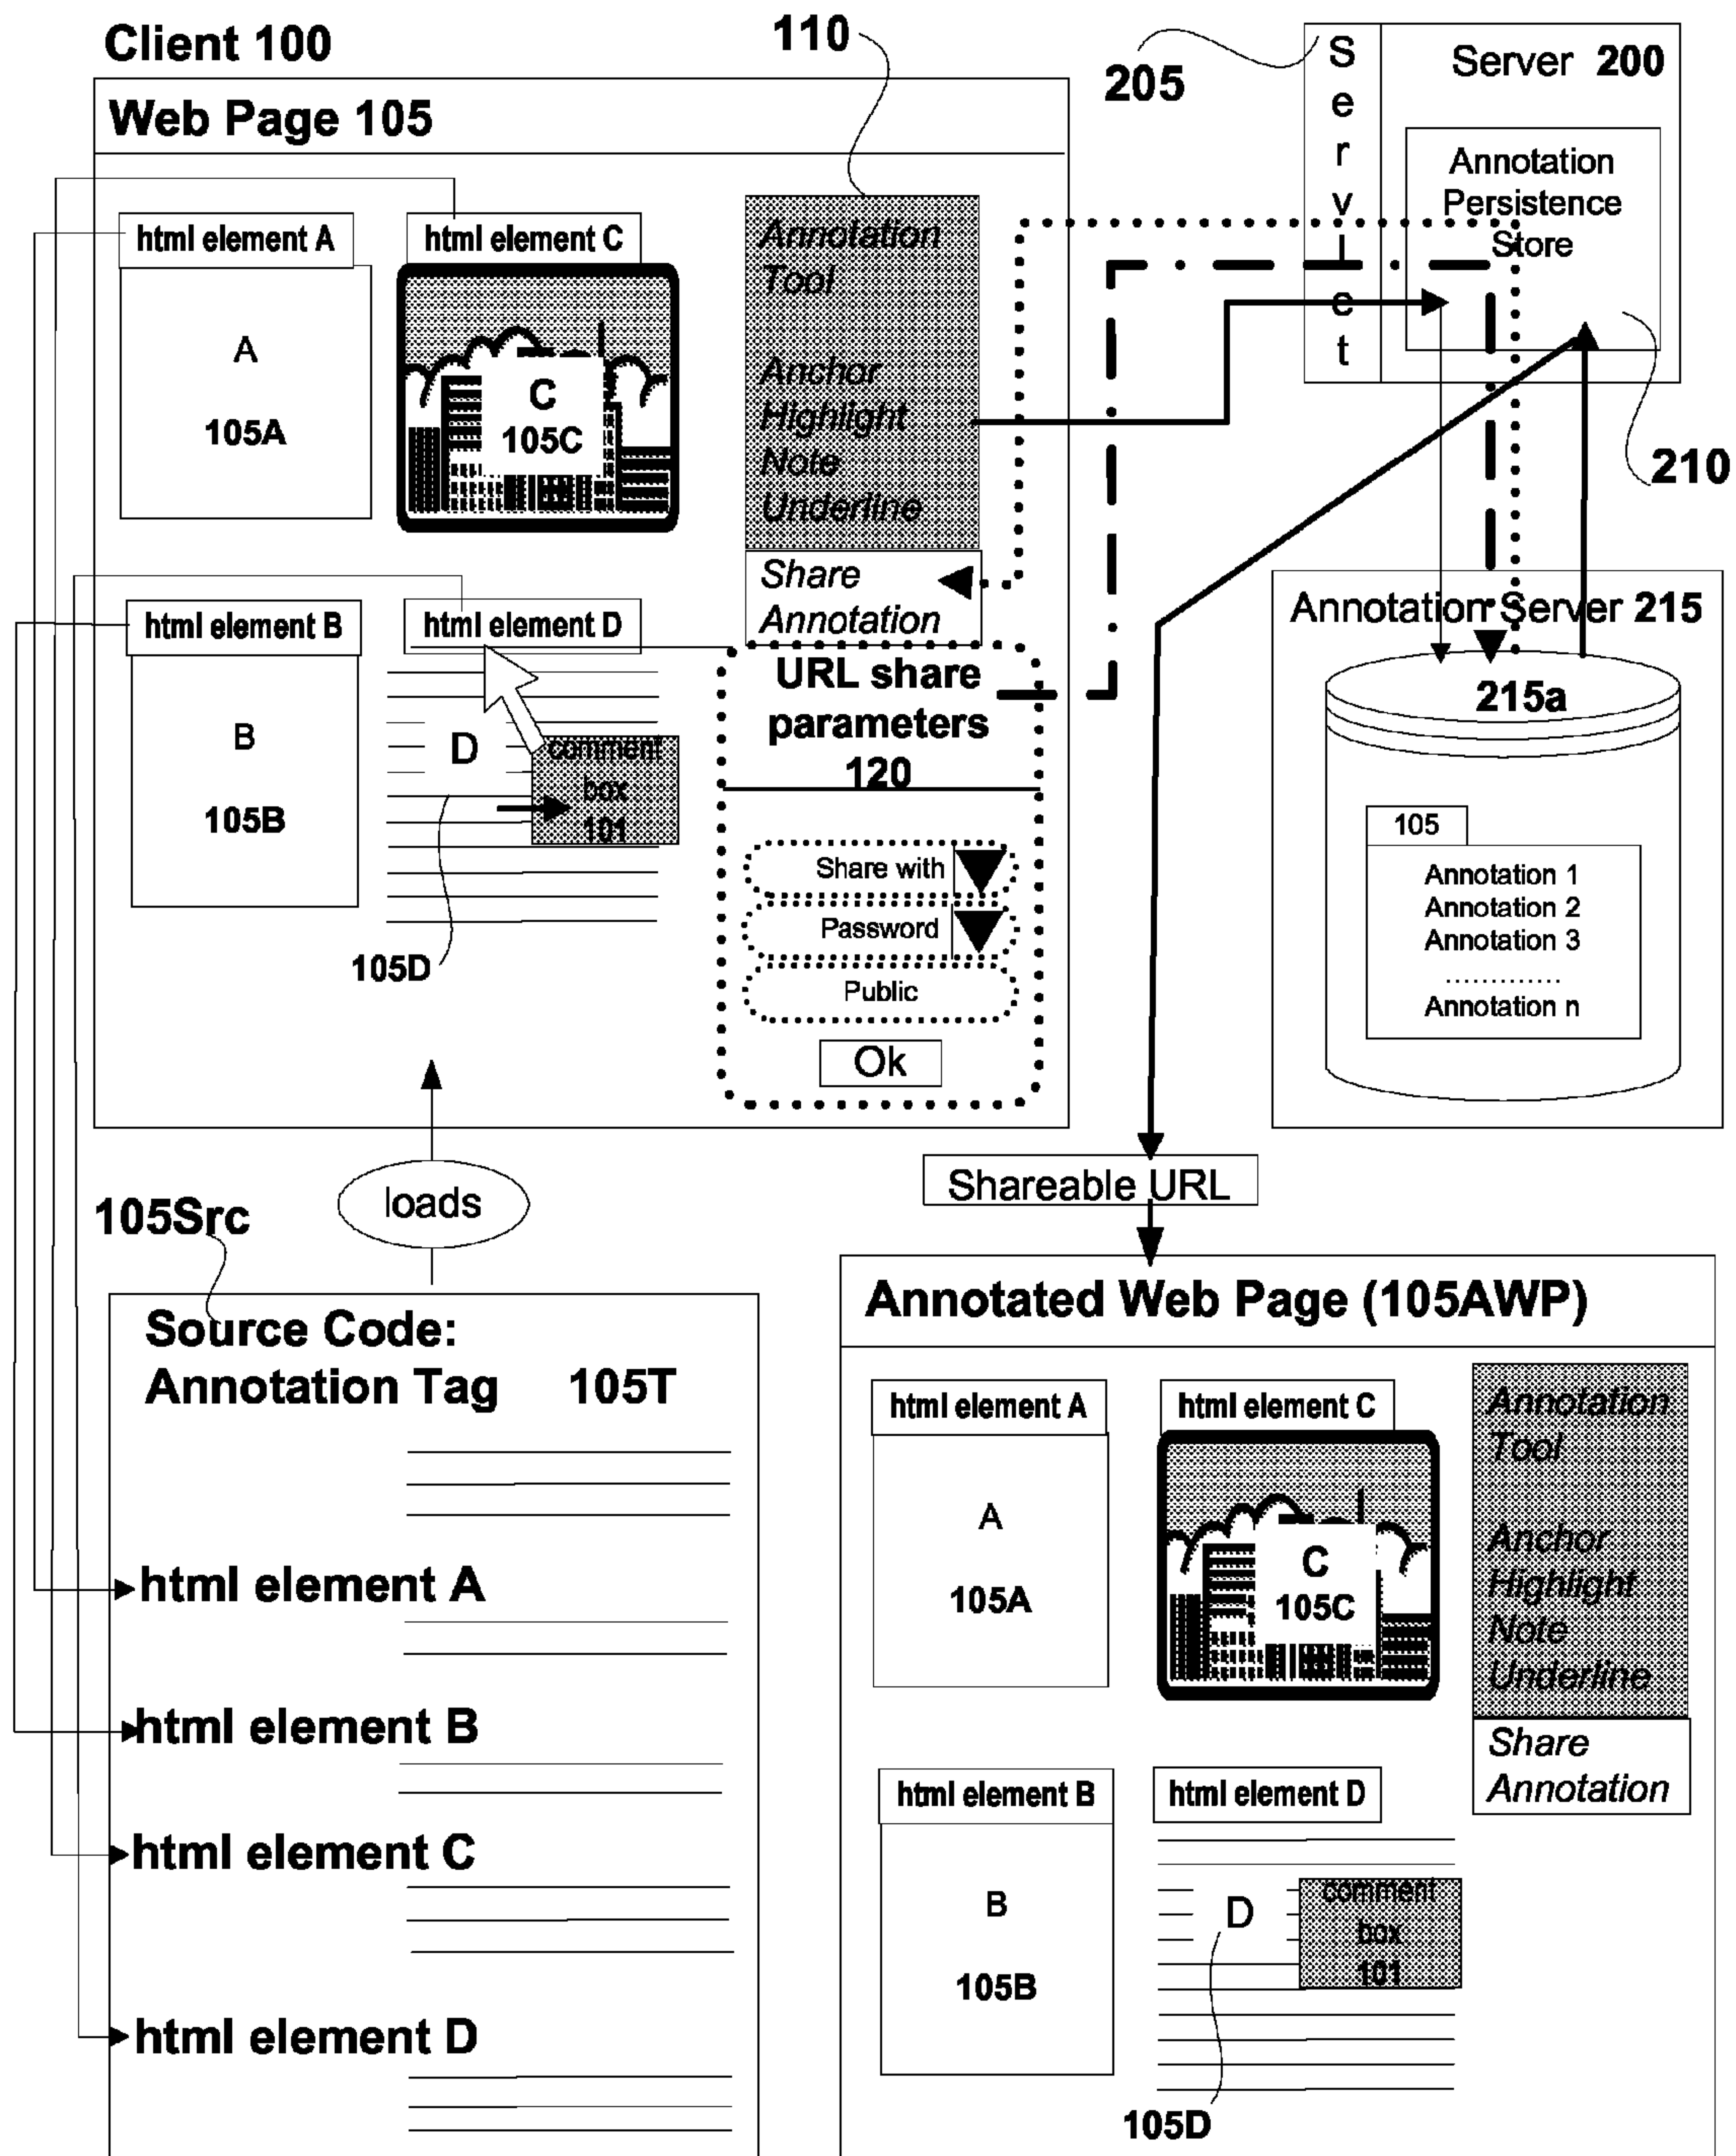 Client 100
110
205
Servlet
Server 200
Web Page 105
Annotation
Persistence
Store
210
html element A
A
105A
html element C
C
105C
Annotation
Tool
Anchor
Highlight
Note
Underline
Share
Annotation
html element B
B
105B
html element D
D
comment
box
101
105D
URL share
parameters
120
Share with
Password
Public
Ok
Annotation Server 215
215a
105
Annotation 1
Annotation 2
Annotation 3
.............
Annotation n
loads
105Src
Shareable URL
Source Code:
Annotation Tag 105T
html element A
html element B
html element C
html element D
Annotated Web Page (105AWP)
html element A
A
105A
html element C
C
105C
Annotation
Tool
Anchor
Highlight
Note
Underline
Share
Annotation
html element B
B
105B
html element D
D
comment
box
101
105D